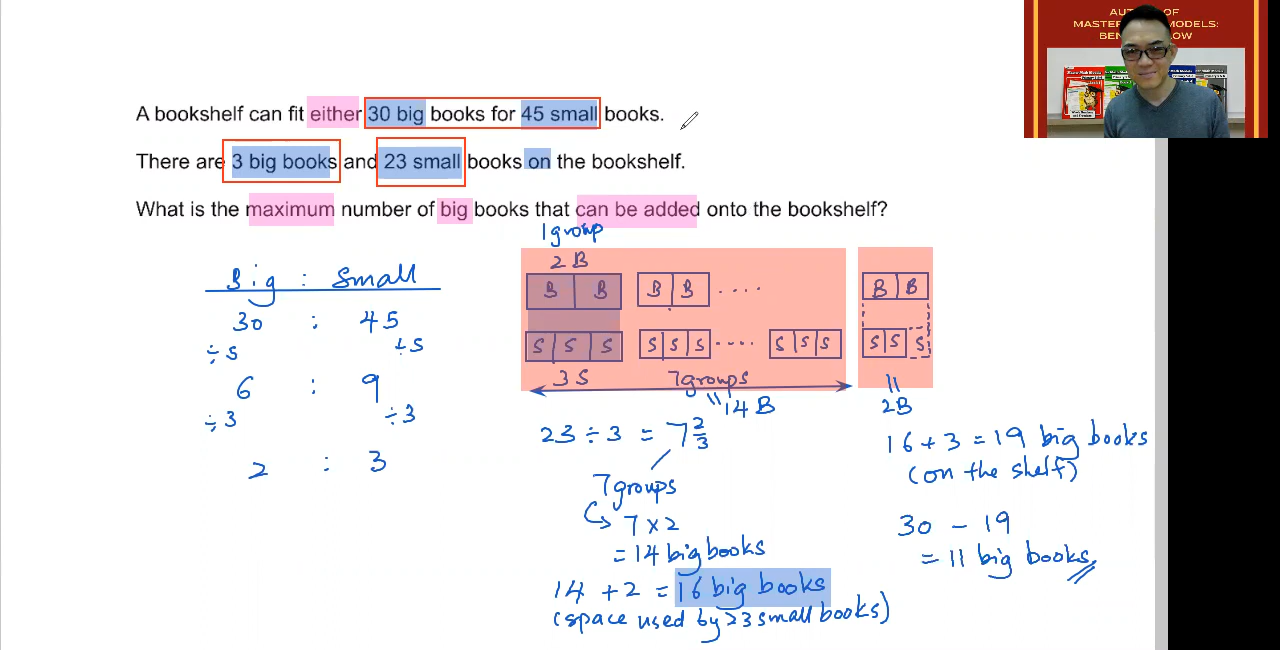 AUT OF
MASTER MODELS:
BEN LOW
A bookshelf can fit either 30 big books for 45 small books.
There are 3 big books and 23 small books on the bookshelf.
What is the maximum number of big books that can be added onto the bookshelf?
Big : Small
30 : 45
÷5 ÷5
6 : 9
÷3 ÷3
2 : 3
1 group
2 B
B B B B .... B B
S S S S S S .... S S S S S S
3 S 7 groups
= 14 B
= 2B
23 ÷ 3 = 7 2/3
7 groups
7 × 2
= 14 big books
14 + 2 = 16 big books
(space used by 23 small books)
16 + 3 = 19 big books
(on the shelf)
30 - 19
= 11 big books